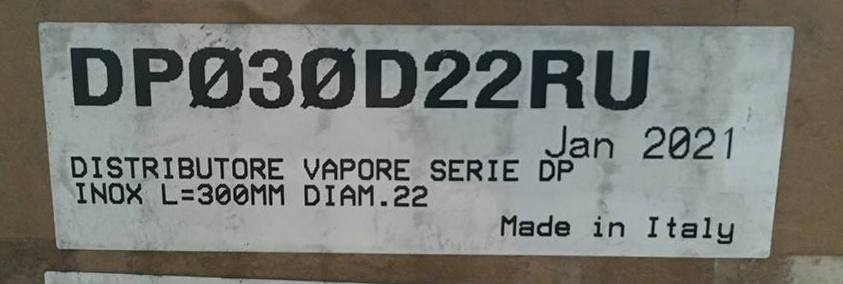 DPØ3ØD22RU
Jan 2021
DISTRIBUTORE VAPORE SERIE DP
INOX L=300MM DIAM.22
Made in Italy